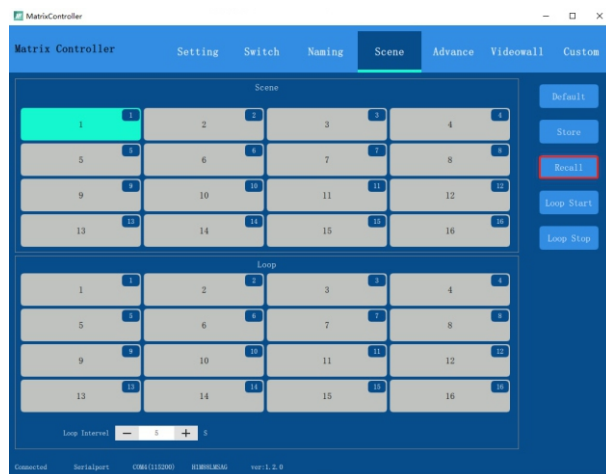 MatrixController
Matrix Controller Setting Switch Naming Scene Advance Videowall Custom
Scene
1 1 2 2 3 3 4 4
5 5 6 6 7 7 8 8
9 9 10 10 11 11 12 12
13 13 14 14 15 15 16 16
Default
Store
Recall
Loop Start
Loop Stop
Loop
1 1 2 2 3 3 4 4
5 5 6 6 7 7 8 8
9 9 10 10 11 11 12 12
13 13 14 14 15 15 16 16
Loop Interval — 5 + S
Connected Serialport COM4(115200) ver:1.2.0